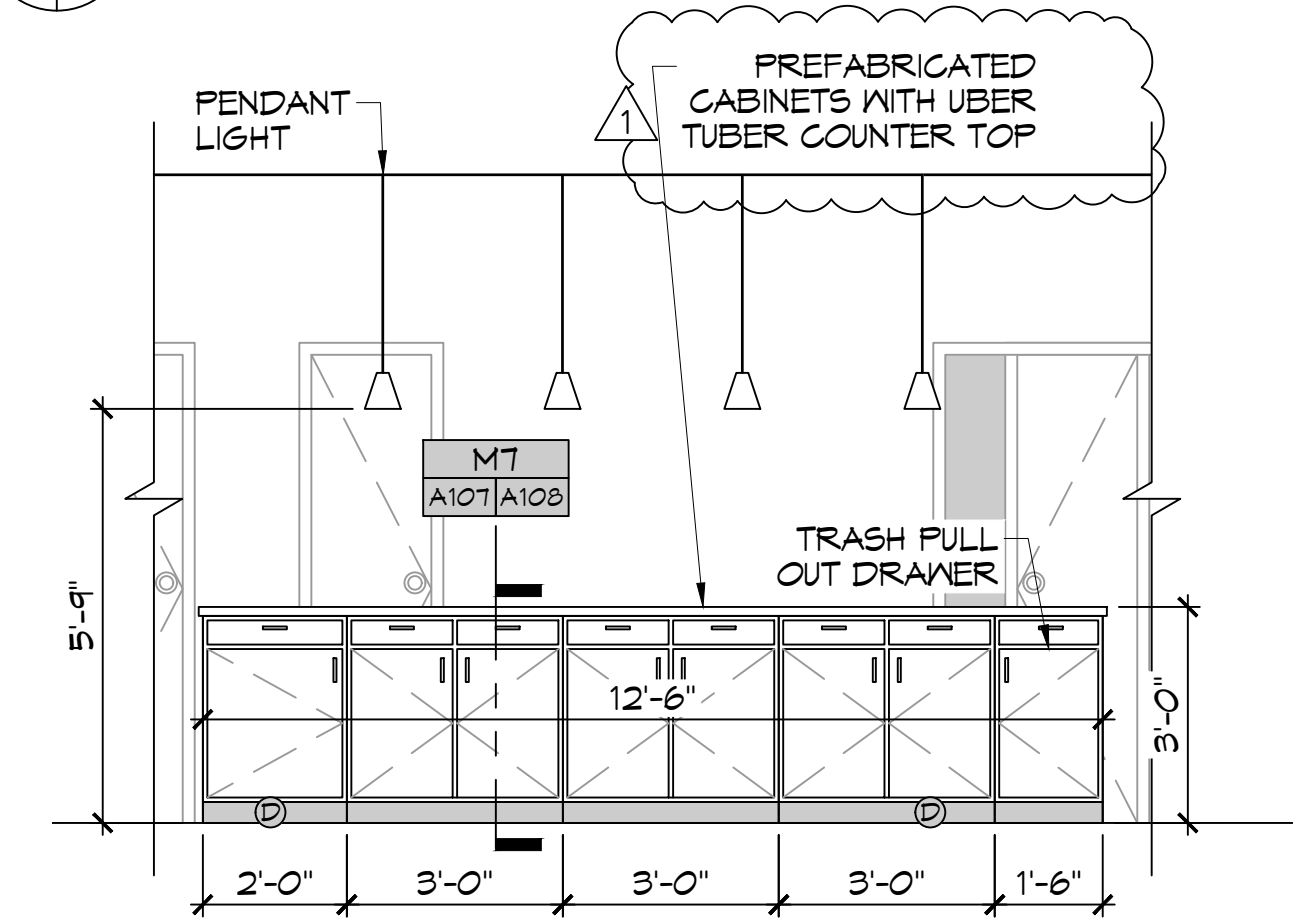 PREFABRICATED
CABINETS WITH UBER
TUBER COUNTER TOP
1
PENDANT
LIGHT
M7
A107 A108
TRASH PULL
OUT DRAWER
5'-9"
12'-6"
3'-0"
D
D
2'-0"
3'-0"
3'-0"
3'-0"
1'-6"